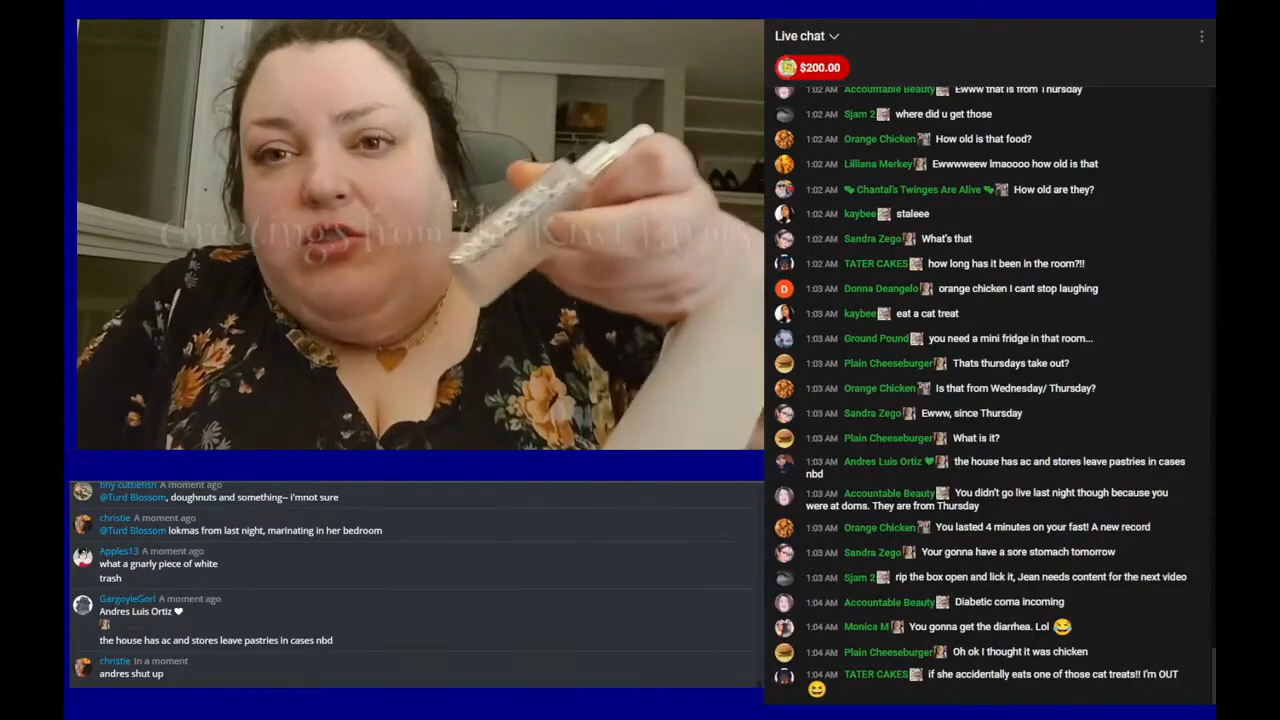 Live chat
$200.00
1:02 AM Accountable Beauty Ewww that is from Thursday
1:02 AM Sjam 2 where did u get those
1:02 AM Orange Chicken How old is that food?
1:02 AM Lilliana Merkey Ewwwweew lmaoooo how old is that
1:02 AM Chantal's Twinges Are Alive How old are they?
1:02 AM kaybee staleee
1:02 AM Sandra Zego What's that
1:02 AM TATER CAKES how long has it been in the room?!!
1:03 AM Donna Deangelo orange chicken I cant stop laughing
1:03 AM kaybee eat a cat treat
1:03 AM Ground Pound you need a mini fridge in that room...
1:03 AM Plain Cheeseburger Thats thursdays take out?
1:03 AM Orange Chicken Is that from Wednesday/ Thursday?
1:03 AM Sandra Zego Ewww, since Thursday
1:03 AM Plain Cheeseburger What is it?
1:03 AM Andres Luis Ortiz the house has ac and stores leave pastries in cases
nbd
1:03 AM Accountable Beauty You didn't go live last night though because you
were at doms. They are from Thursday
1:03 AM Orange Chicken You lasted 4 minutes on your fast! A new record
1:03 AM Sandra Zego Your gonna have a sore stomach tomorrow
1:03 AM Sjam 2 rip the box open and lick it, Jean needs content for the next video
1:04 AM Accountable Beauty Diabetic coma incoming
1:04 AM Monica M You gonna get the diarrhea. Lol 😂
1:04 AM Plain Cheeseburger Oh ok I thought it was chicken
1:04 AM TATER CAKES if she accidentally eats one of those cat treats!! I'm OUT
😆
Greetings from the Kiwi Farms
tiny cuttlefish A moment ago
@Turd Blossom, doughnuts and something-- i'mnot sure
christie A moment ago
@Turd Blossom lokmas from last night, marinating in her bedroom
Apples13 A moment ago
what a gnarly piece of white
trash
GargoyleGorl A moment ago
Andres Luis Ortiz ♥
the house has ac and stores leave pastries in cases nbd
christie In a moment
andres shut up